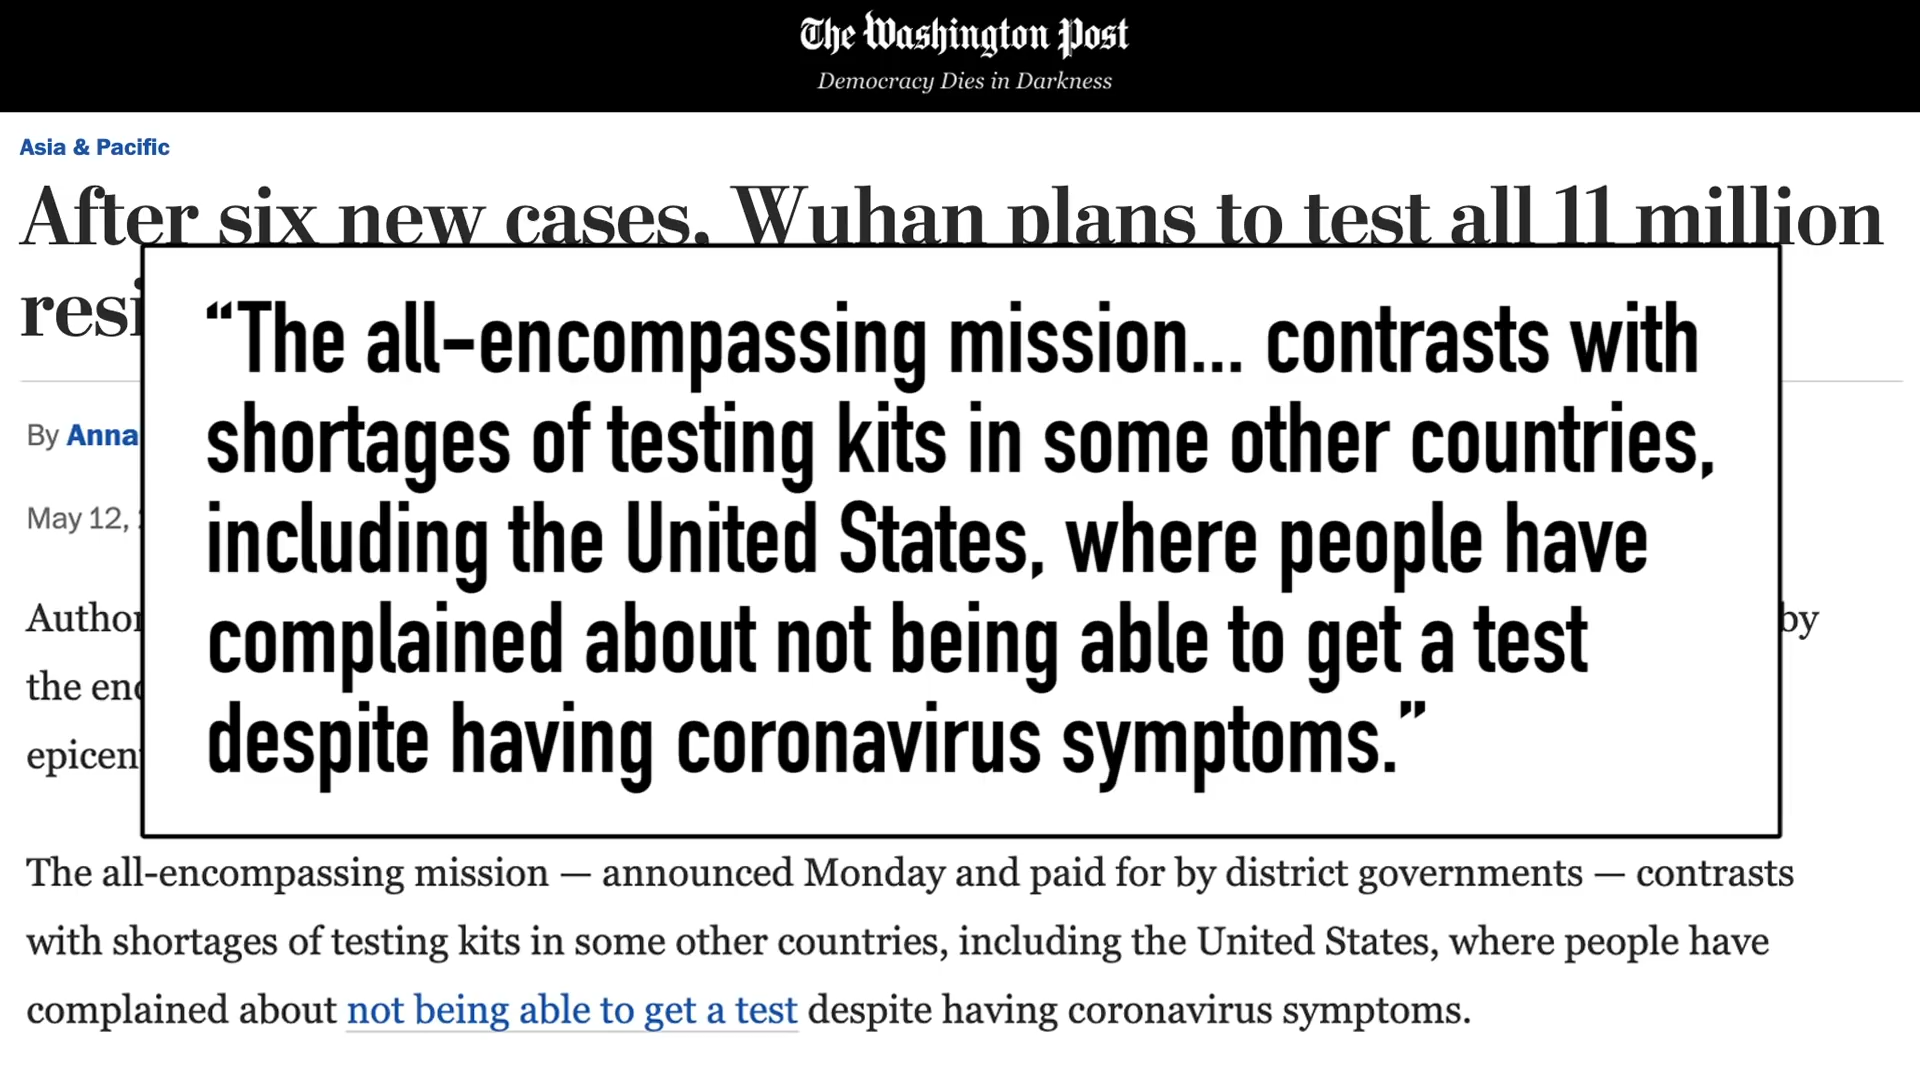 The Washington Post
Democracy Dies in Darkness
Asia & Pacific
After six new cases, Wuhan plans to test all 11 million
“The all-encompassing mission... contrasts with
shortages of testing kits in some other countries,
including the United States, where people have
complained about not being able to get a test
despite having coronavirus symptoms.”
By Anna
May 12,
by
the
The all-encompassing mission — announced Monday and paid for by district governments — contrasts
with shortages of testing kits in some other countries, including the United States, where people have
complained about not being able to get a test despite having coronavirus symptoms.